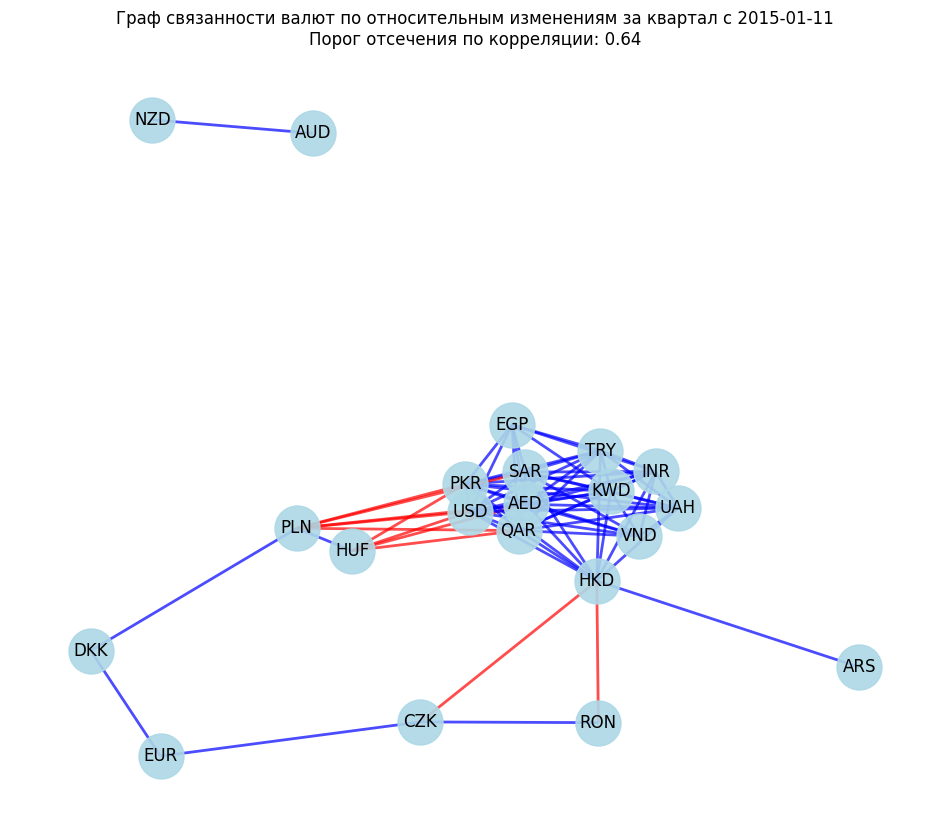 Граф связанности валют по относительным изменениям за квартал с 2015-01-11
Порог отсечения по корреляции: 0.64
NZD
AUD
EGP
TRY
SAR
INR
PKR
KWD
AED
UAH
USD
PLN
QAR
VND
HUF
HKD
DKK
ARS
CZK
RON
EUR